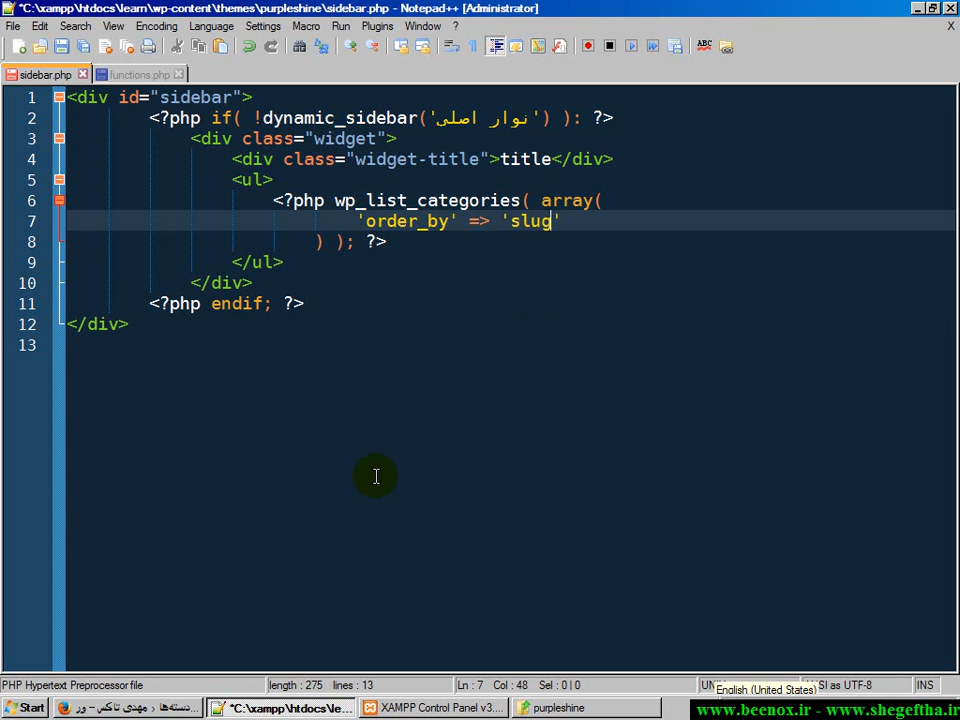 *C:\xampp\htdocs\learn\wp-content\themes\purpleshine\sidebar.php - Notepad++ [Administrator]
File Edit Search View Encoding Language Settings Macro Run Plugins Window X
sidebar.php functions.php
1 <div id="sidebar">
2 <?php if( !dynamic_sidebar('نوار اصلی') ): ?>
3 <div class="widget">
4 <div class="widget-title">title</div>
5 <ul>
6 <?php wp_list_categories( array(
7 'order_by' => 'slug'
8 ) ); ?>
9 </ul>
10 </div>
11 <?php endif; ?>
12 </div>
13
PHP Hypertext Preprocessor file length : 275 lines : 13 Ln : 7 Col : 48 Sel : 0 | 0 English (United States) ANSI as UTF-8 INS
Start دسته‌ها ‹ مهدی تاکس - ور *C:\xampp\htdocs\le... XAMPP Control Panel v3.... purpleshine www.beenox.ir - www.shegeftha.ir